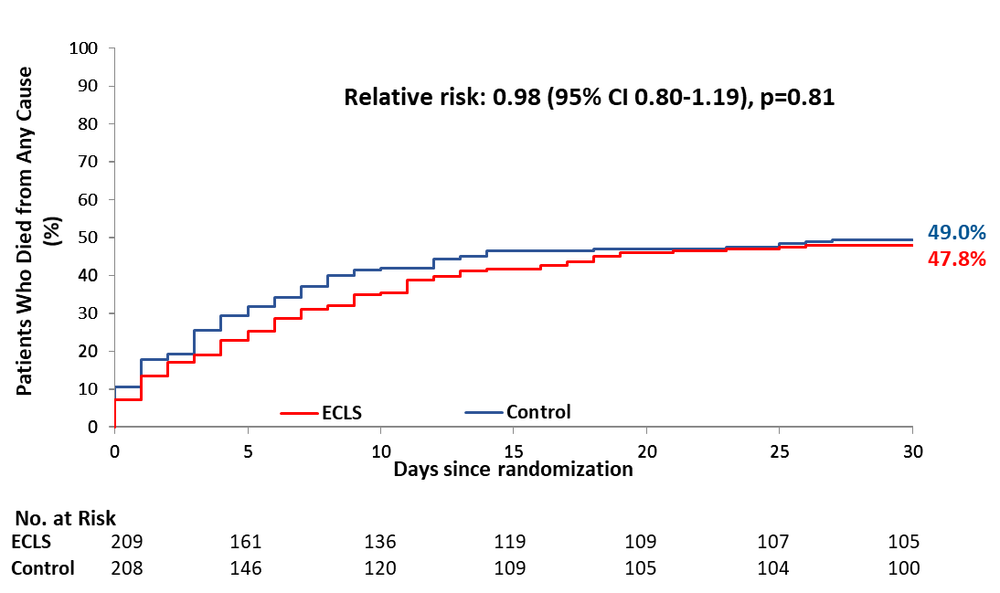 Patients Who Died from Any Cause
(%)
100
90
80
70
60
50
40
30
20
10
0
Relative risk: 0.98 (95% CI 0.80-1.19), p=0.81
49.0%
47.8%
ECLS Control
0 5 10 15 20 25 30
Days since randomization
No. at Risk
ECLS 209 161 136 119 109 107 105
Control 208 146 120 109 105 104 100